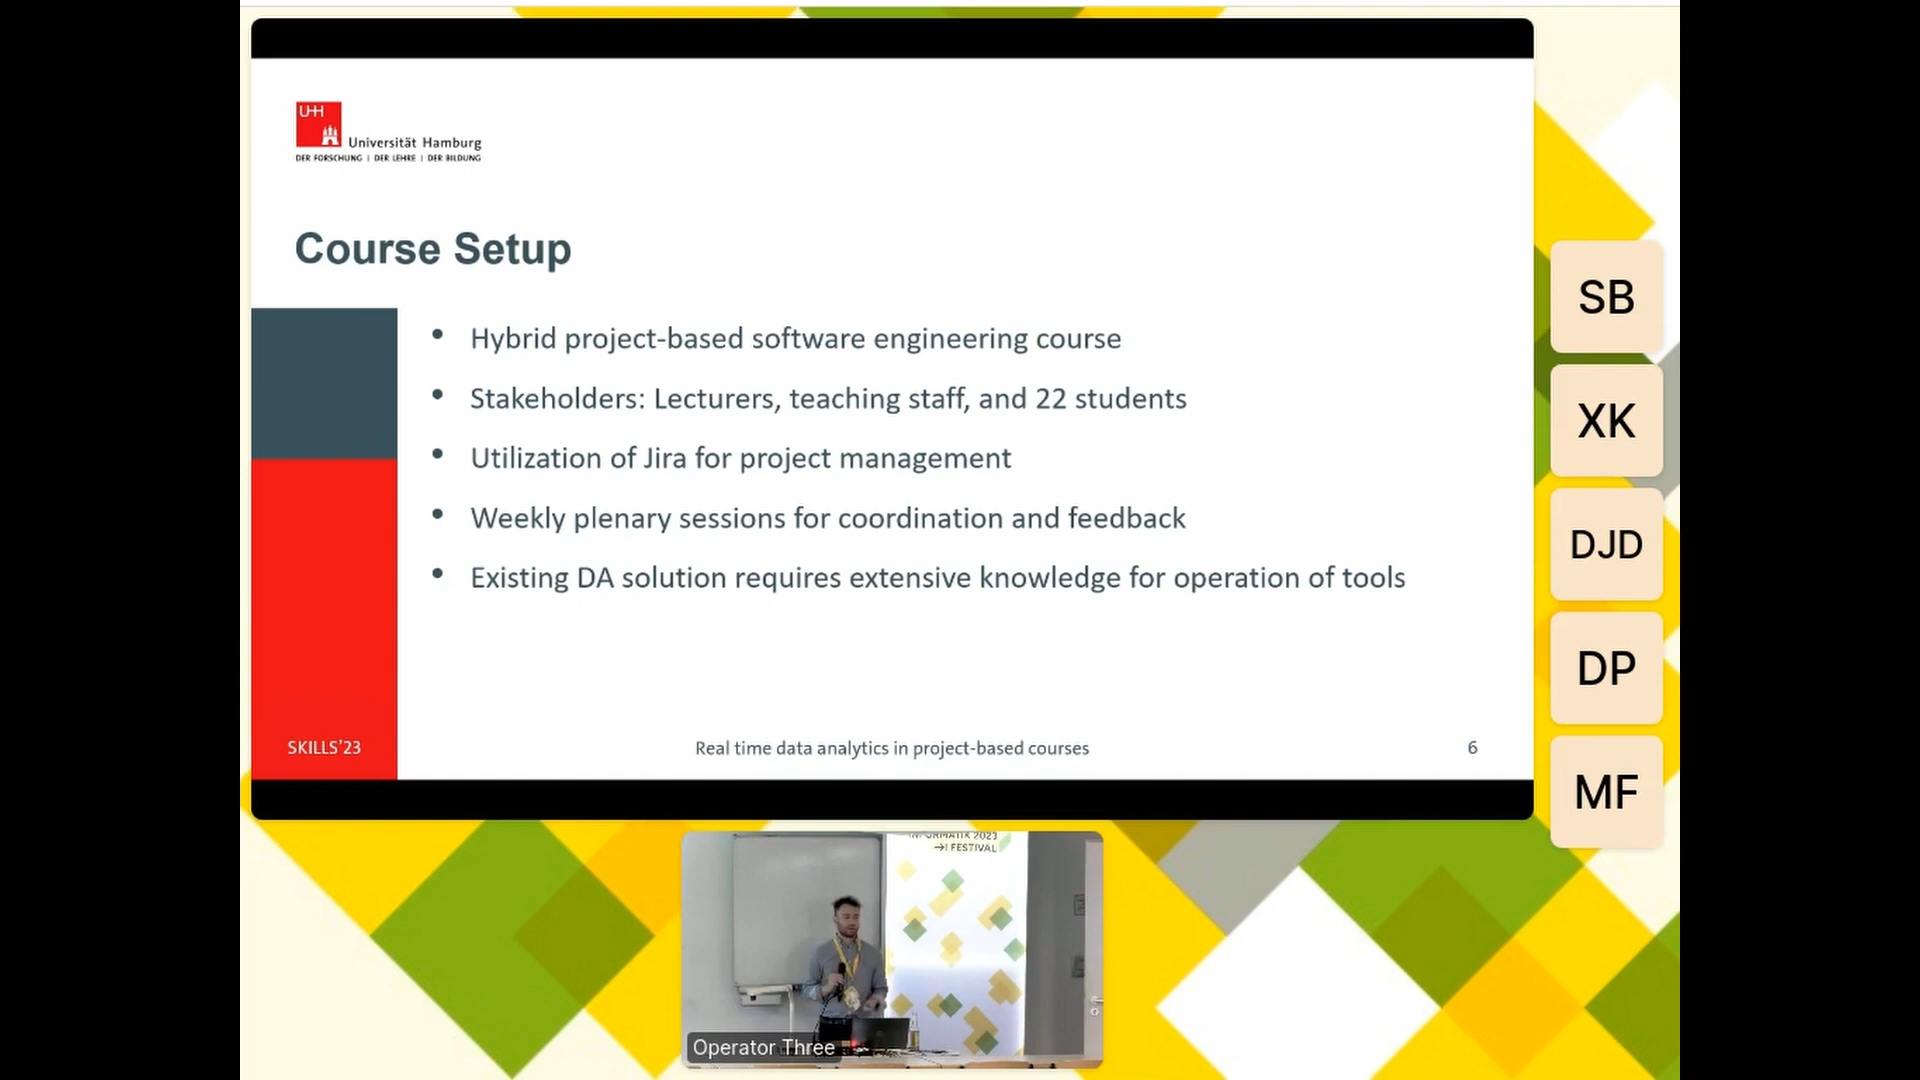 UHH
Universität Hamburg
DER FORSCHUNG | DER LEHRE | DER BILDUNG
Course Setup
• Hybrid project-based software engineering course
• Stakeholders: Lecturers, teaching staff, and 22 students
• Utilization of Jira for project management
• Weekly plenary sessions for coordination and feedback
• Existing DA solution requires extensive knowledge for operation of tools
SKILLS'23
Real time data analytics in project-based courses
6
SB
XK
DJD
DP
MF
INFORMATIK 2023
→I FESTIVAL
Operator Three